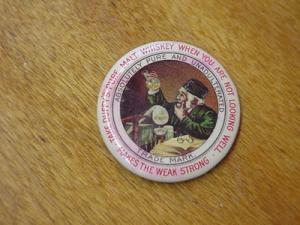 TAKE DUFFY'S PURE MALT WHISKEY WHEN YOU ARE NOT LOOKING WELL
MAKES THE WEAK STRONG
ABSOLUTELY PURE AND UNADULTERATED
TRADE MARK